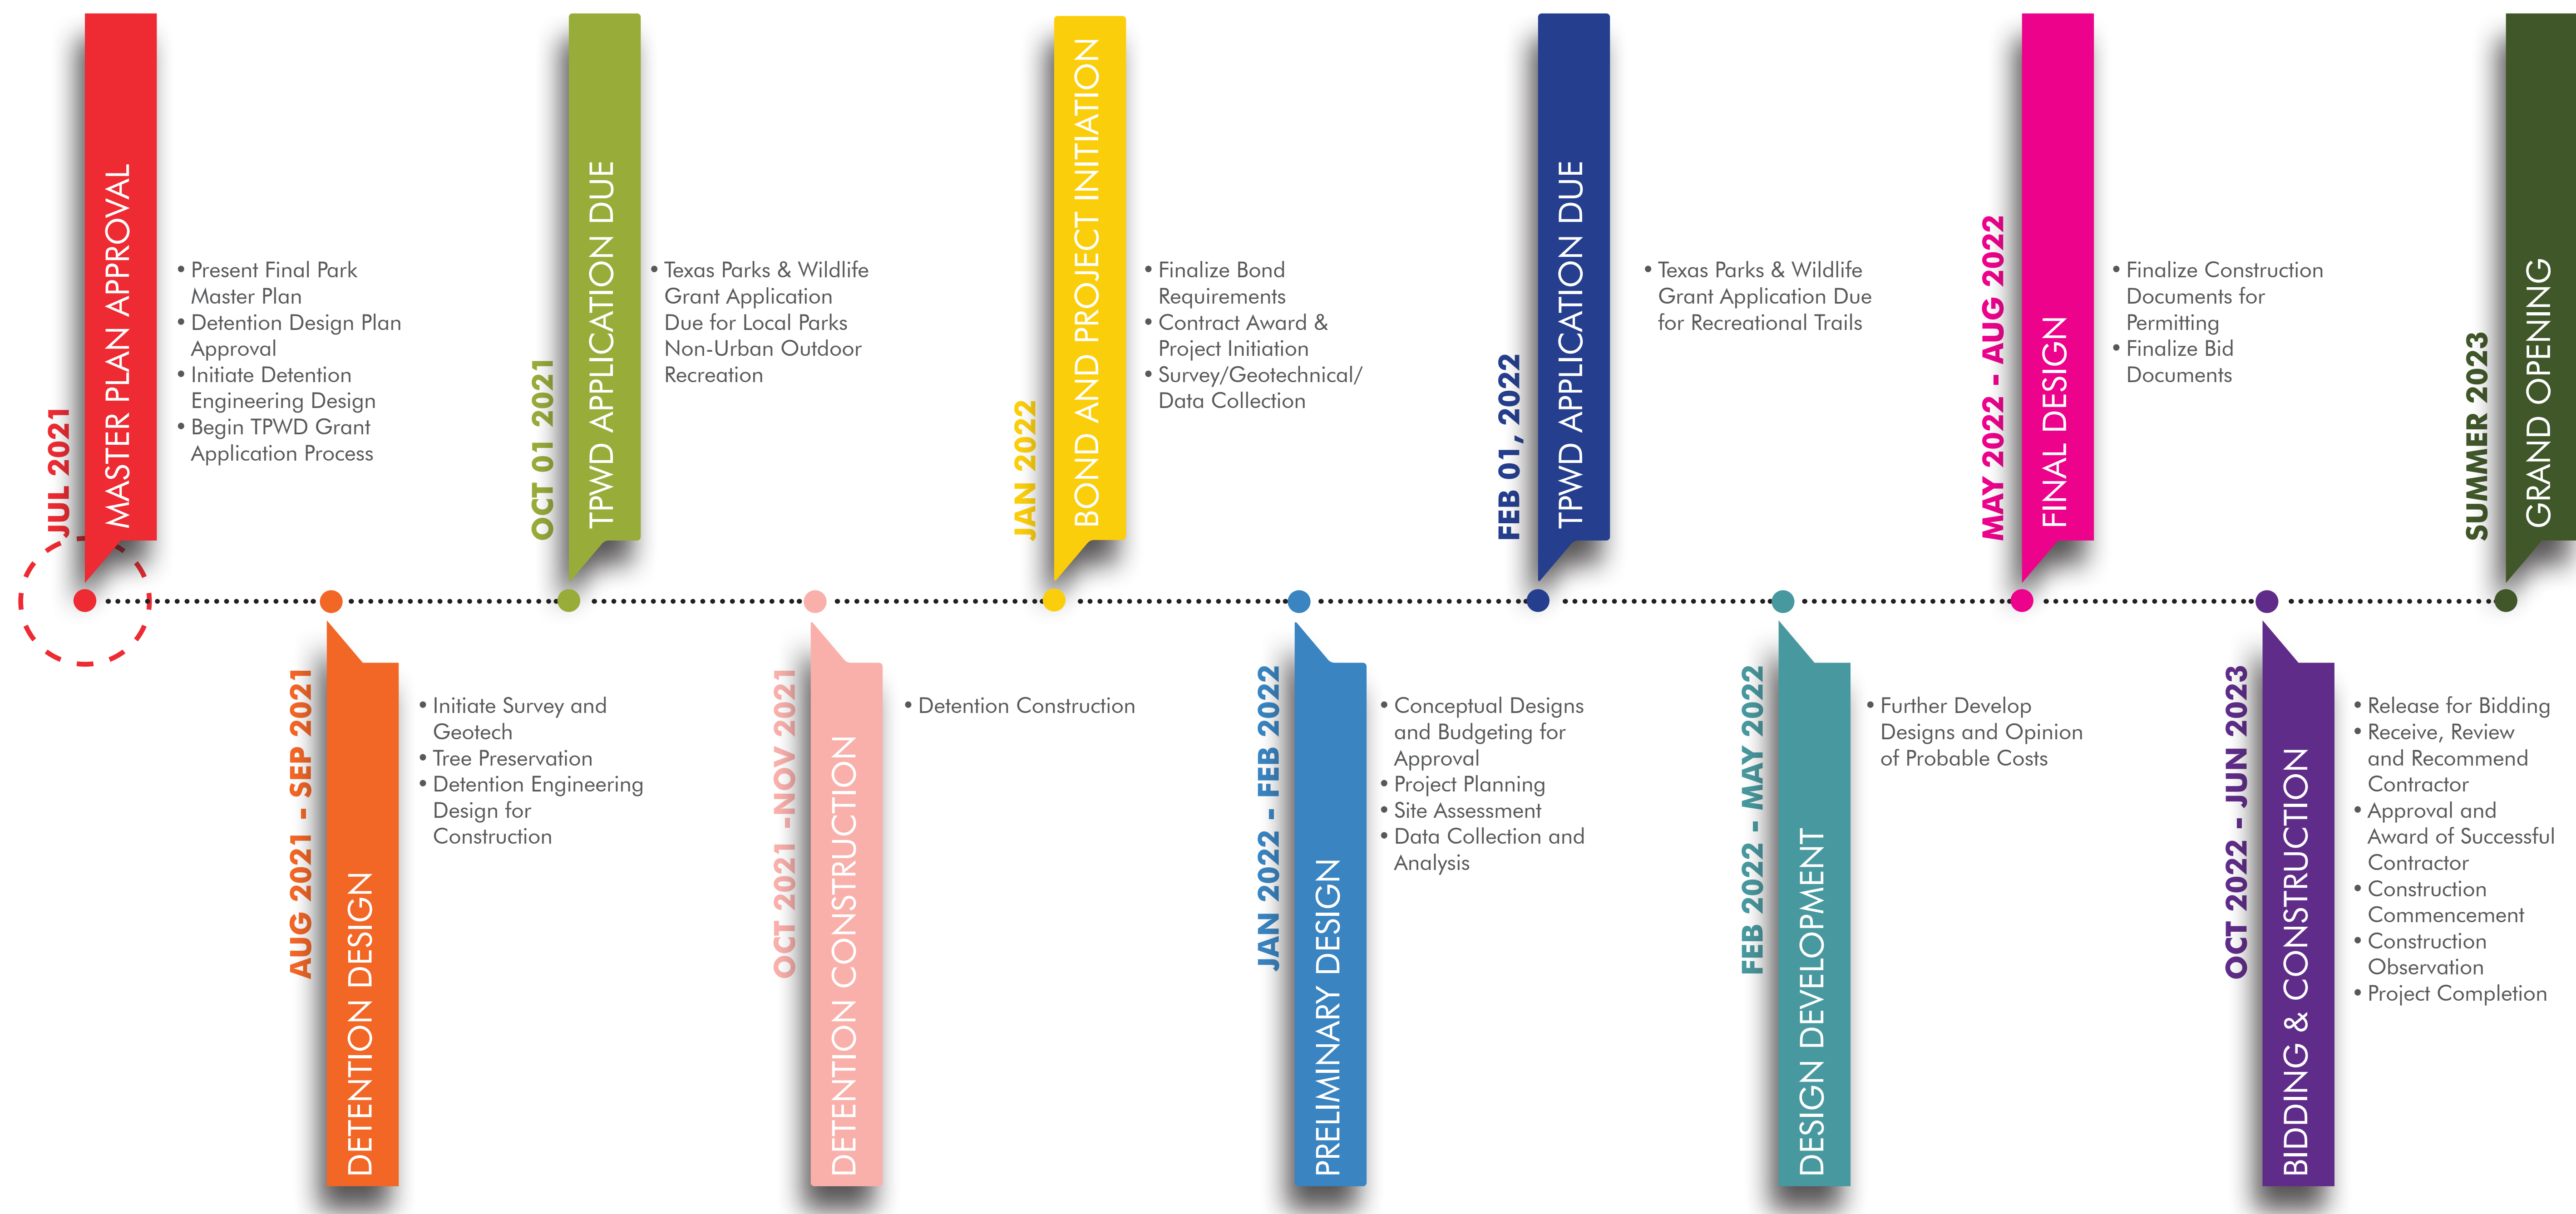 JUL 2021
MASTER PLAN APPROVAL
• Present Final Park
Master Plan
• Detention Design Plan
Approval
• Initiate Detention
Engineering Design
• Begin TPWD Grant
Application Process
AUG 2021 - SEP 2021
DETENTION DESIGN
• Initiate Survey and
Geotech
• Tree Preservation
• Detention Engineering
Design for
Construction
OCT 01 2021
TPWD APPLICATION DUE
• Texas Parks & Wildlife
Grant Application
Due for Local Parks
Non-Urban Outdoor
Recreation
OCT 2021 -NOV 2021
DETENTION CONSTRUCTION
• Detention Construction
JAN 2022
BOND AND PROJECT INITIATION
• Finalize Bond
Requirements
• Contract Award &
Project Initiation
• Survey/Geotechnical/
Data Collection
JAN 2022 - FEB 2022
PRELIMINARY DESIGN
• Conceptual Designs
and Budgeting for
Approval
• Project Planning
• Site Assessment
• Data Collection and
Analysis
FEB 01, 2022
TPWD APPLICATION DUE
• Texas Parks & Wildlife
Grant Application Due
for Recreational Trails
FEB 2022 - MAY 2022
DESIGN DEVELOPMENT
• Further Develop
Designs and Opinion
of Probable Costs
MAY 2022 - AUG 2022
FINAL DESIGN
• Finalize Construction
Documents for
Permitting
• Finalize Bid
Documents
OCT 2022 - JUN 2023
BIDDING & CONSTRUCTION
• Release for Bidding
• Receive, Review
and Recommend
Contractor
• Approval and
Award of Successful
Contractor
• Construction
Commencement
• Construction
Observation
• Project Completion
SUMMER 2023
GRAND OPENING